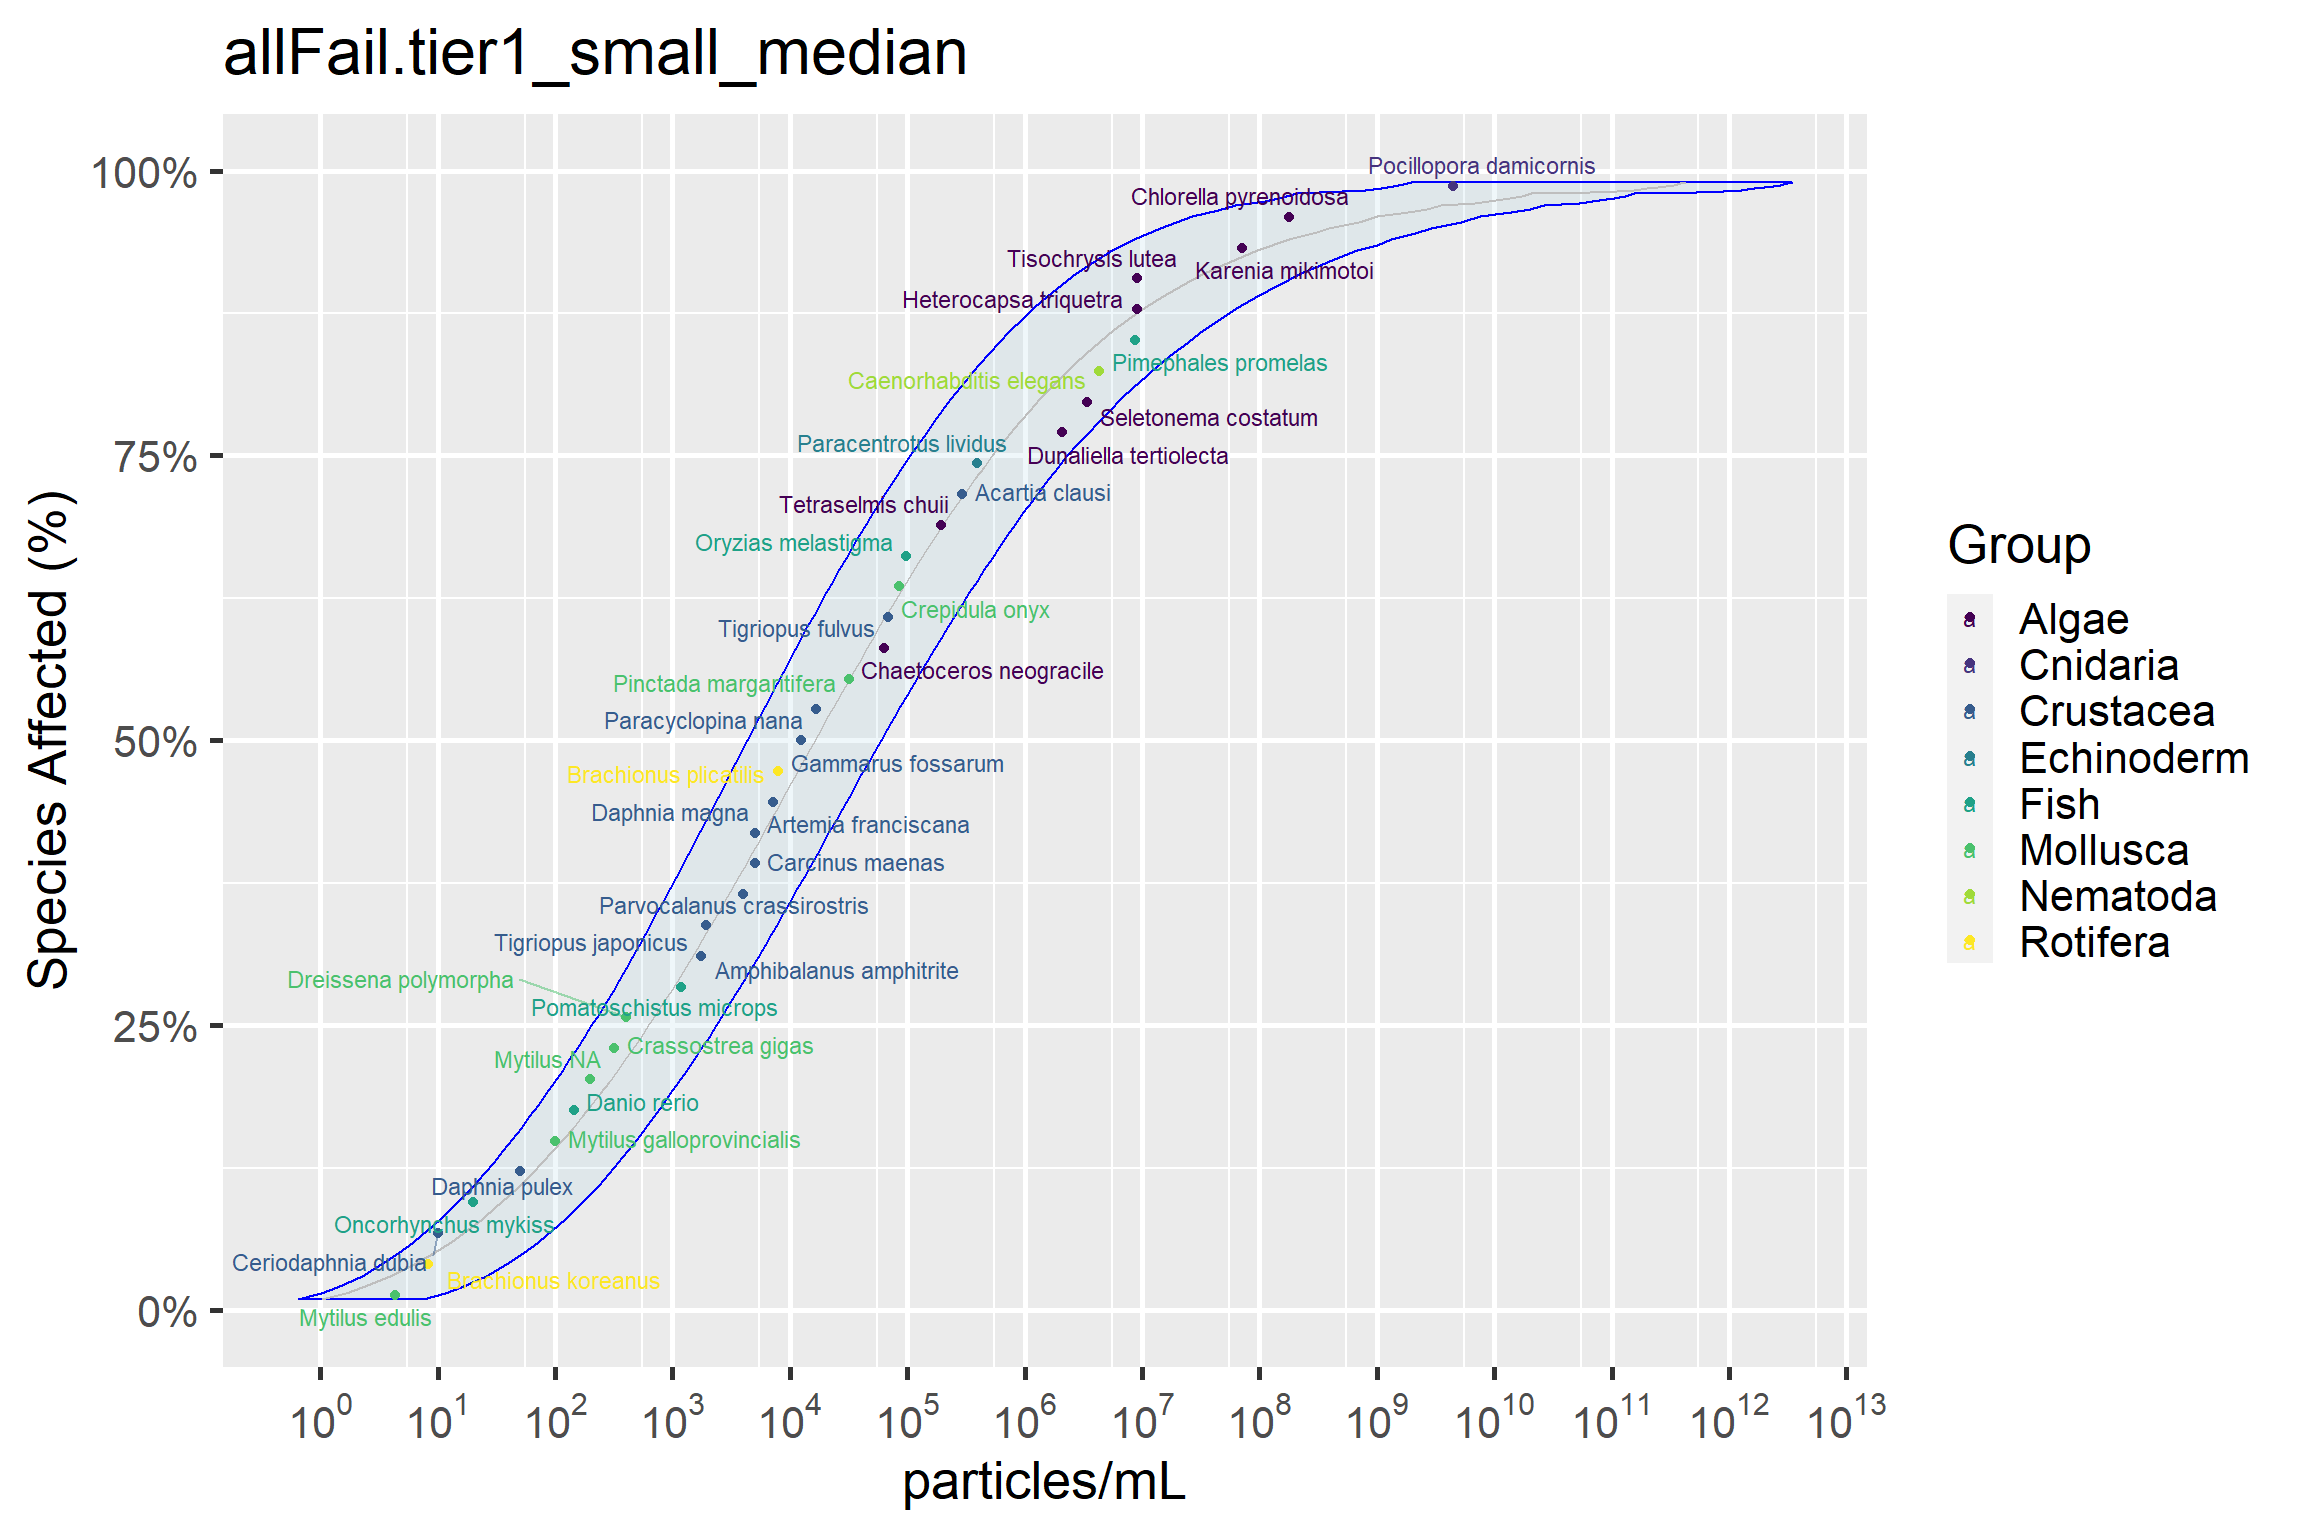 allFail.tier1_small_median
Species Affected (%)
100%
75%
50%
25%
0%
Pocillopora damicornis
Chlorella pyrenoidosa
Tisochrysis lutea
Karenia mikimotoi
Heterocapsa triquetra
Pimephales promelas
Caenorhabditis elegans
Seletonema costatum
Paracentrotus lividus
Dunaliella tertiolecta
Acartia clausi
Tetraselmis chuii
Oryzias melastigma
Crepidula onyx
Tigriopus fulvus
Chaetoceros neogracile
Pinctada margaritifera
Paracyclopina nana
Gammarus fossarum
Brachionus plicatilis
Daphnia magna
Artemia franciscana
Carcinus maenas
Parvocalanus crassirostris
Tigriopus japonicus
Amphibalanus amphitrite
Dreissena polymorpha
Pomatoschistus microps
Crassostrea gigas
Mytilus NA
Danio rerio
Mytilus galloprovincialis
Daphnia pulex
Oncorhynchus mykiss
Ceriodaphnia dubia
Brachionus koreanus
Mytilus edulis
10⁰ 10¹ 10² 10³ 10⁴ 10⁵ 10⁶ 10⁷ 10⁸ 10⁹ 10¹⁰ 10¹¹ 10¹² 10¹³
particles/mL
Group
a Algae
a Cnidaria
a Crustacea
a Echinoderm
a Fish
a Mollusca
a Nematoda
a Rotifera